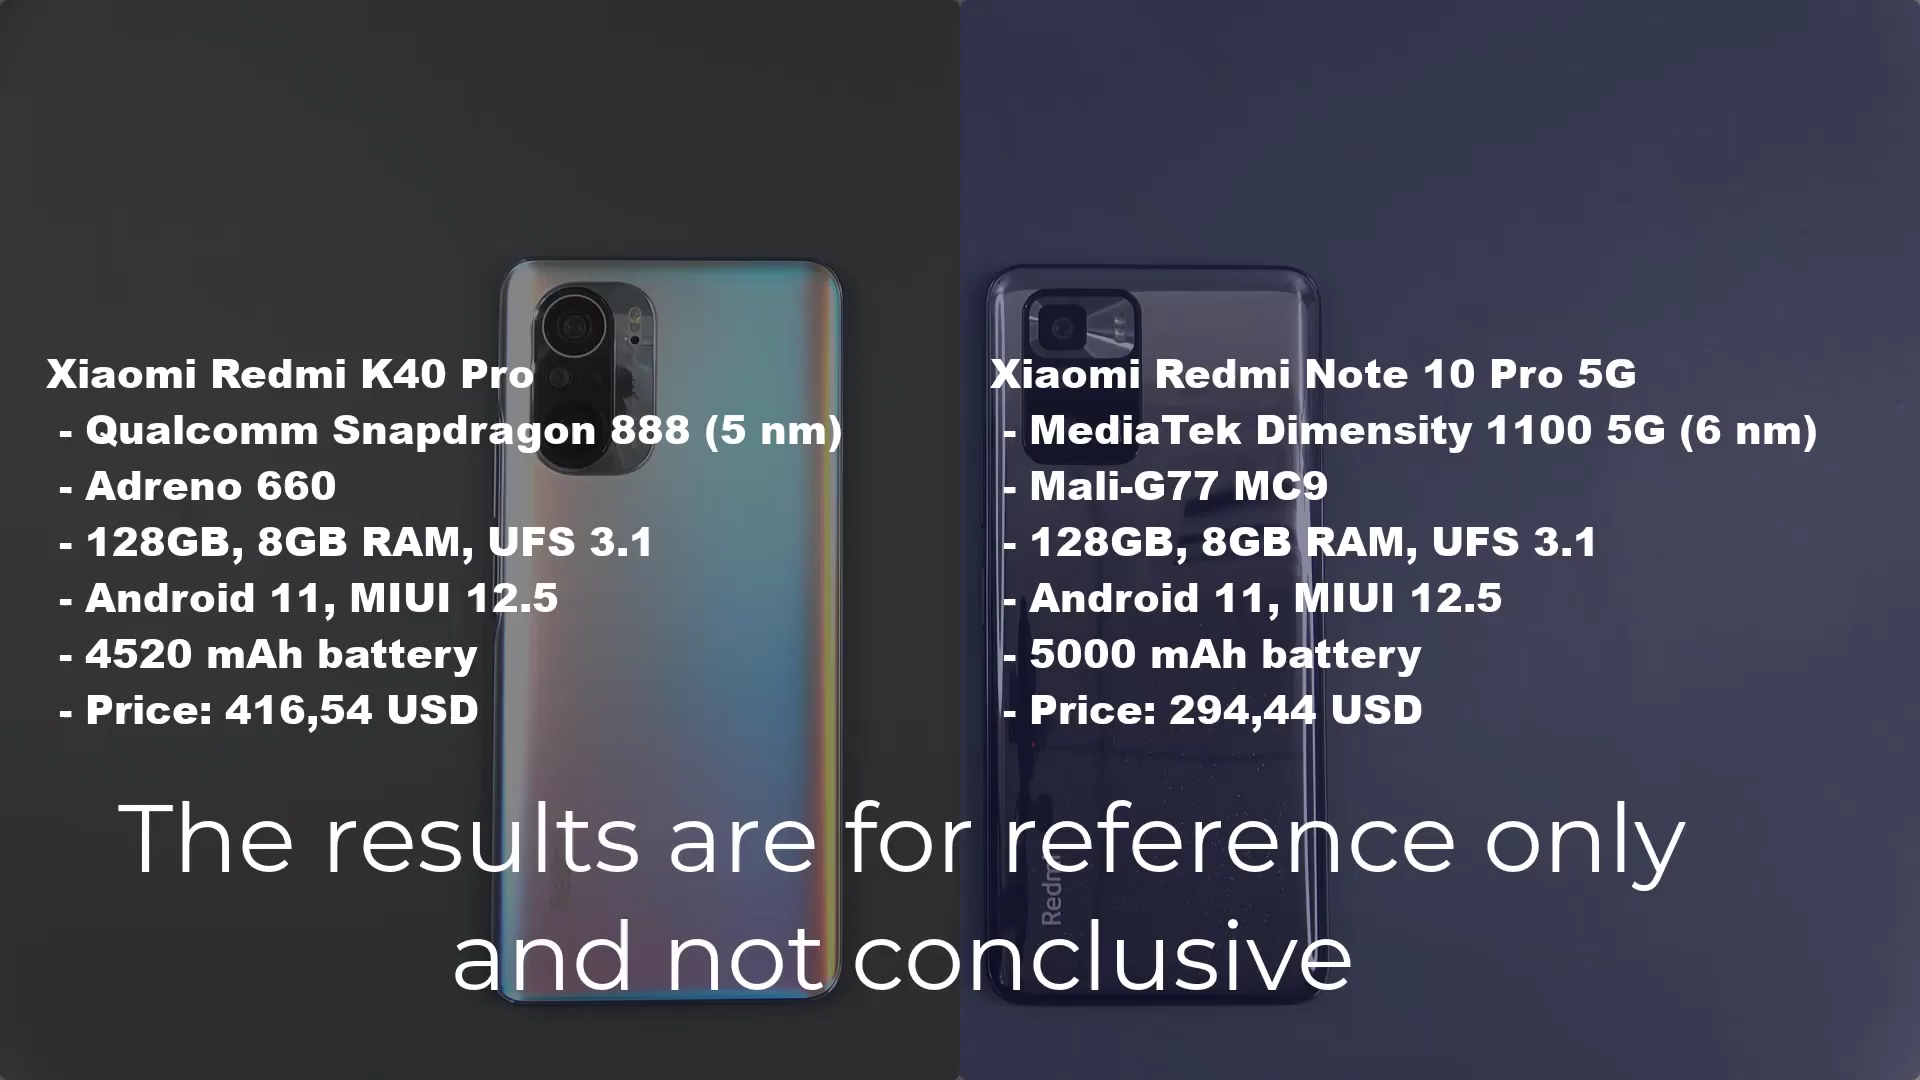 Xiaomi Redmi K40 Pro
- Qualcomm Snapdragon 888 (5 nm)
- Adreno 660
- 128GB, 8GB RAM, UFS 3.1
- Android 11, MIUI 12.5
- 4520 mAh battery
- Price: 416,54 USD
Xiaomi Redmi Note 10 Pro 5G
- MediaTek Dimensity 1100 5G (6 nm)
- Mali-G77 MC9
- 128GB, 8GB RAM, UFS 3.1
- Android 11, MIUI 12.5
- 5000 mAh battery
- Price: 294,44 USD
The results are for reference only
and not conclusive
Redmi